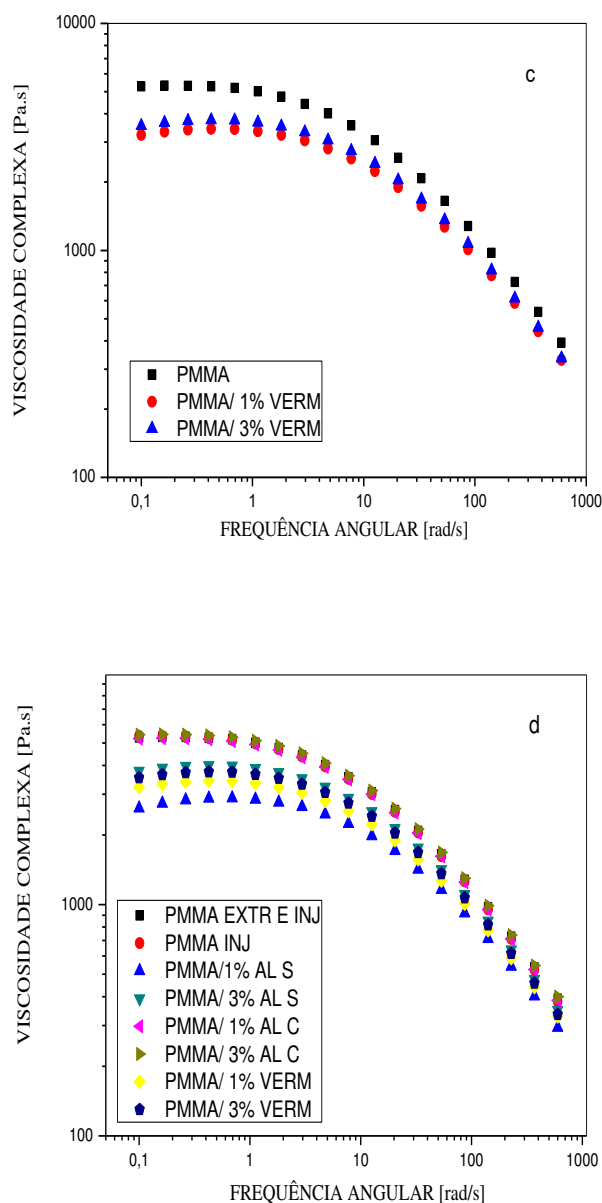 10000
c
1000
VISCOSIDADE COMPLEXA [Pa.s]
PMMA
PMMA/ 1% VERM
PMMA/ 3% VERM
100
0,1 1 10 100 1000
FREQUÊNCIA ANGULAR [rad/s]
d
VISCOSIDADE COMPLEXA [Pa.s]
1000
PMMA EXTR E INJ
PMMA INJ
PMMA/1% AL S
PMMA/ 3% AL S
PMMA/ 1% AL C
PMMA/ 3% AL C
PMMA/ 1% VERM
PMMA/ 3% VERM
100
0,1 1 10 100 1000
FREQUÊNCIA ANGULAR [rad/s]